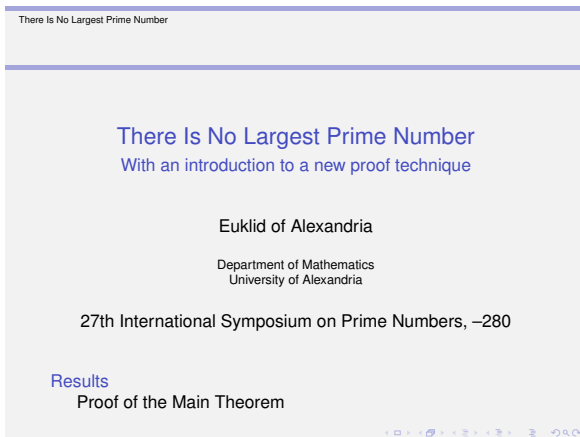 There Is No Largest Prime Number
There Is No Largest Prime Number
With an introduction to a new proof technique
Euklid of Alexandria
Department of Mathematics
University of Alexandria
27th International Symposium on Prime Numbers, –280
Results
Proof of the Main Theorem